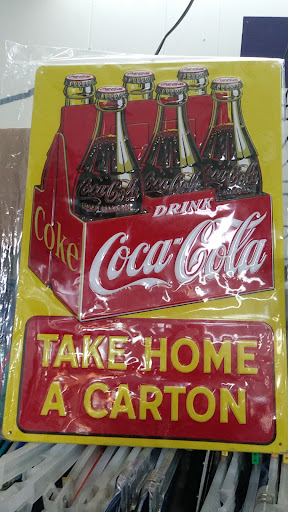 DRINK
Coca-Cola
Coke
TAKE HOME
A CARTON